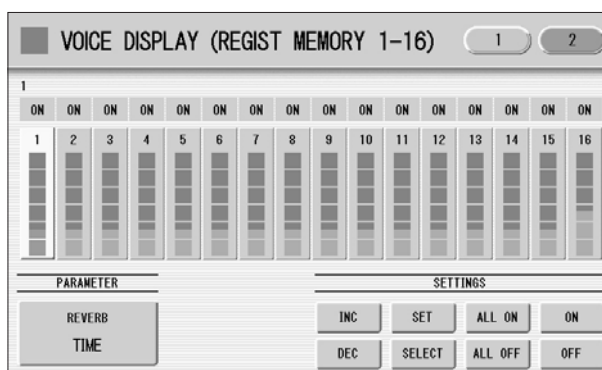 VOICE DISPLAY (REGIST MEMORY 1-16) 1 2
1
ON ON ON ON ON ON ON ON ON ON ON ON ON ON ON ON
1 2 3 4 5 6 7 8 9 10 11 12 13 14 15 16
PARAMETER SETTINGS
REVERB
TIME
INC SET ALL ON ON
DEC SELECT ALL OFF OFF